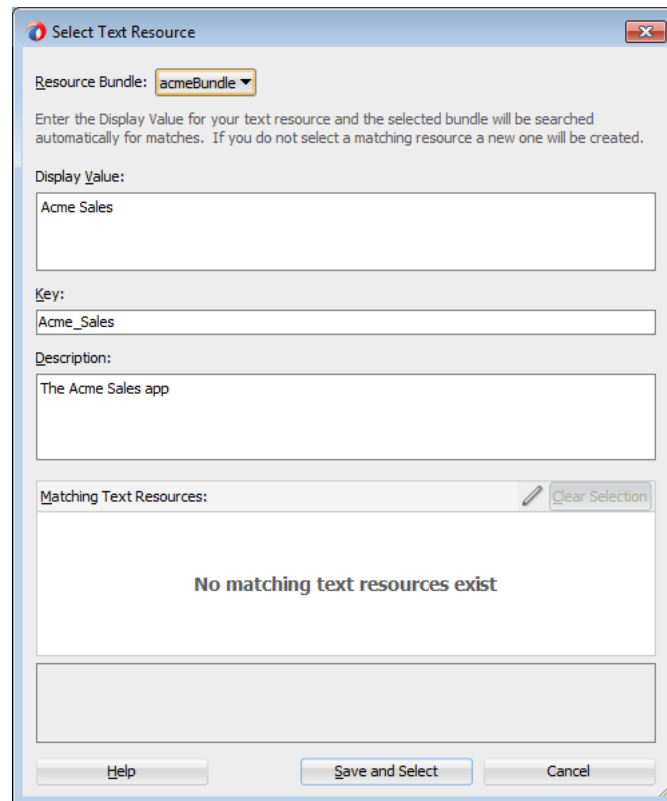 Select Text Resource
Resource Bundle: acmeBundle
Enter the Display Value for your text resource and the selected bundle will be searched
automatically for matches. If you do not select a matching resource a new one will be created.
Display Value:
Acme Sales
Key:
Acme_Sales
Description:
The Acme Sales app
Matching Text Resources: Clear Selection
No matching text resources exist
Help Save and Select Cancel